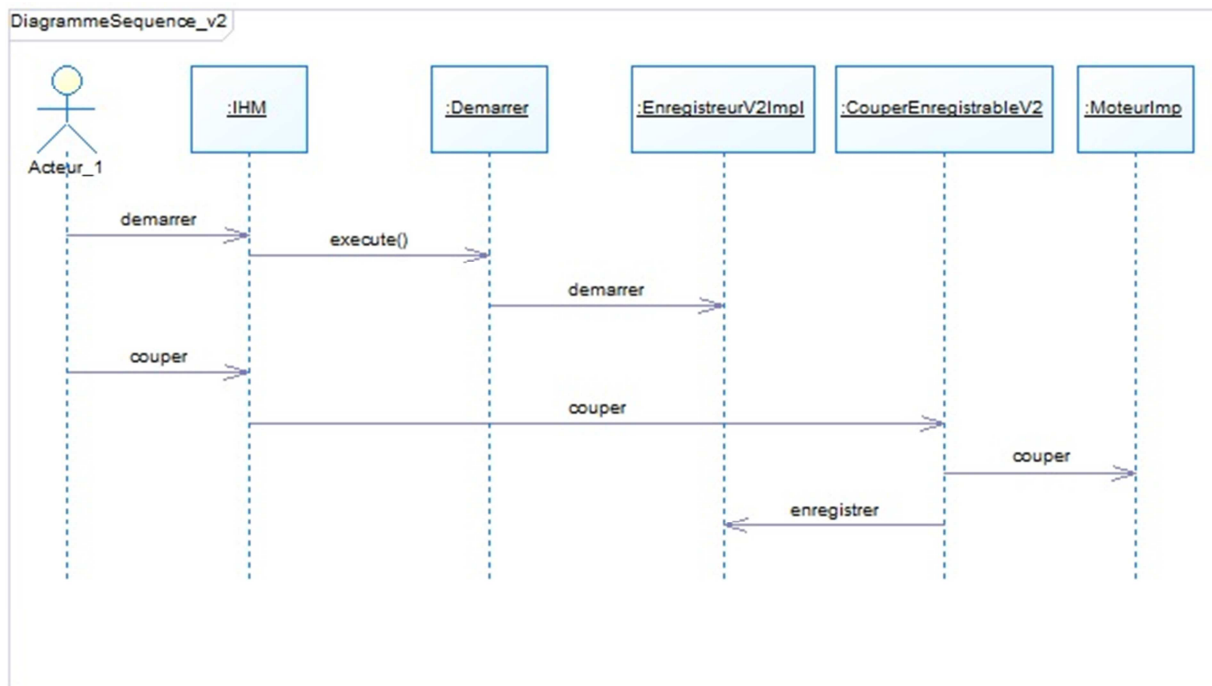 DiagrammeSequence_v2
:IHM
:Demarrer
:EnregistreurV2Impl
:CouperEnregistrableV2
:MoteurImp
Acteur_1
demarrer
execute()
demarrer
couper
couper
couper
enregistrer